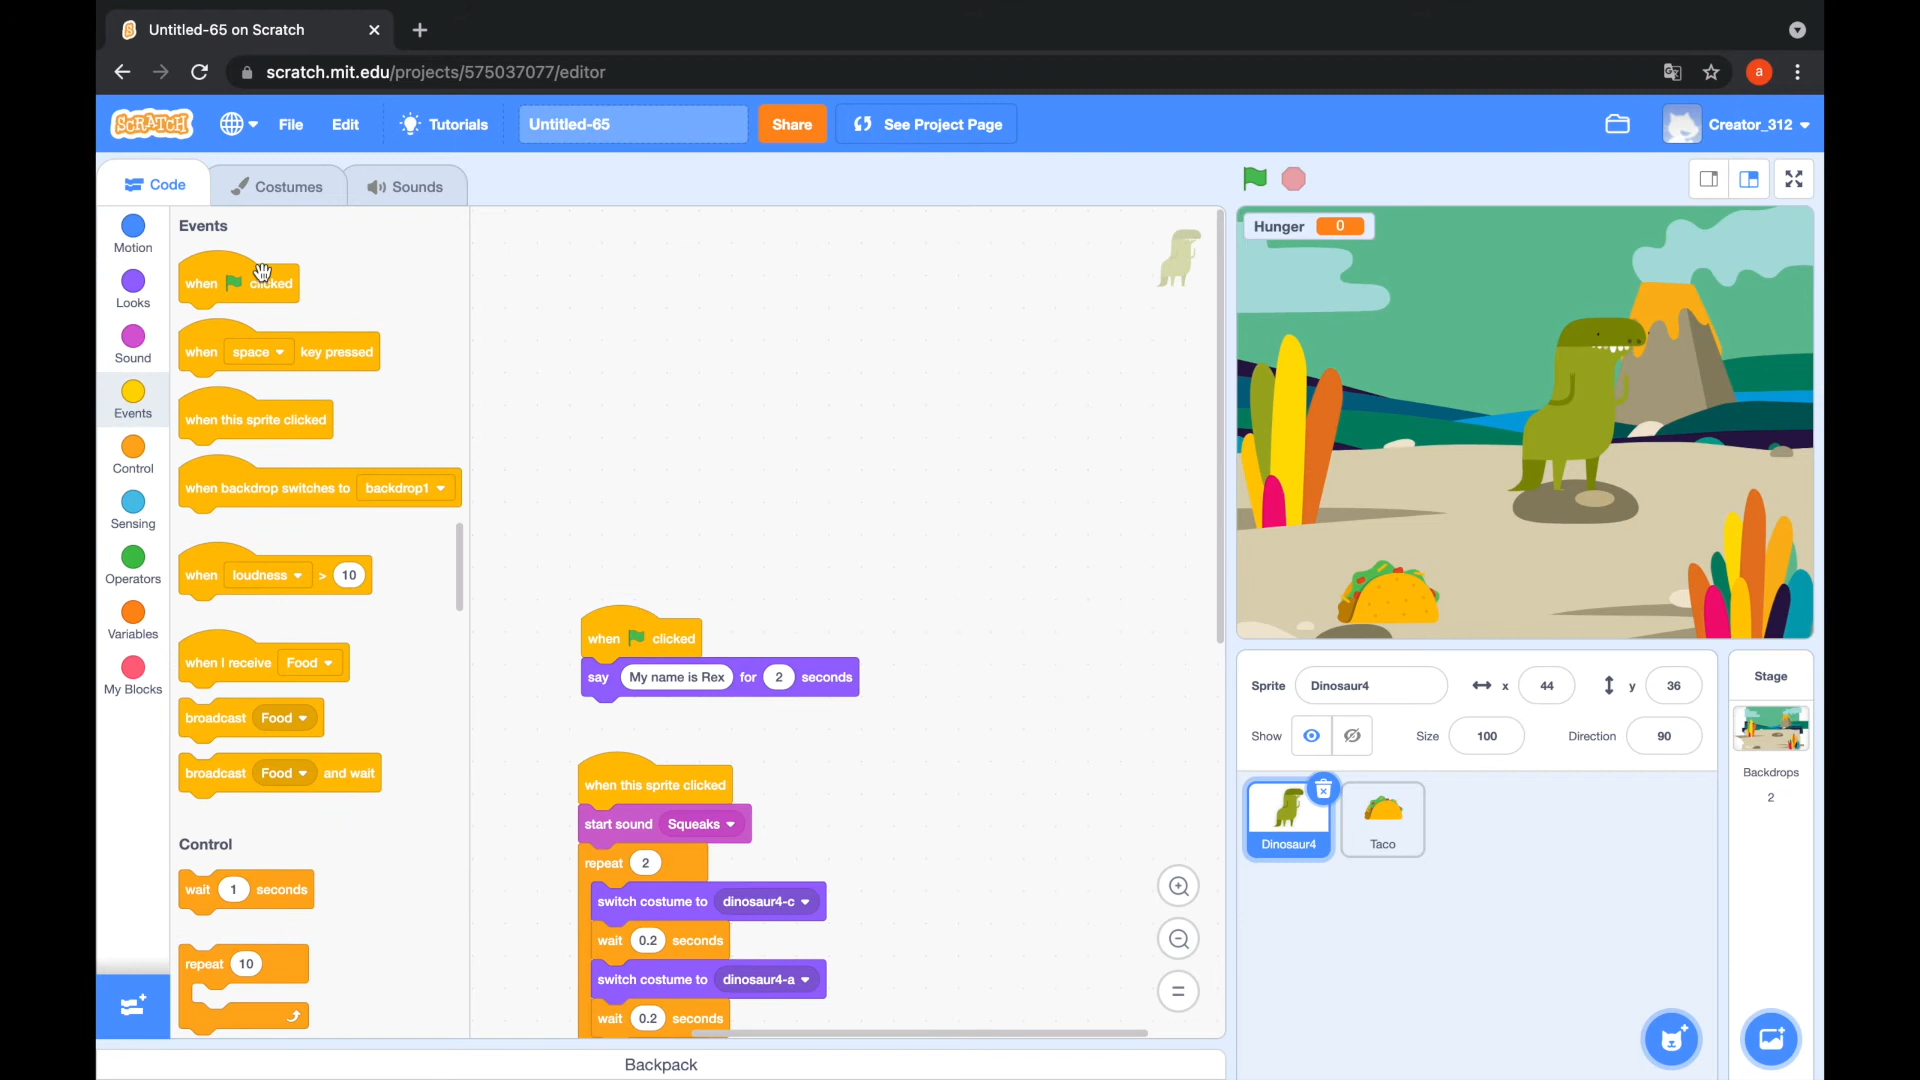 Untitled-65 on Scratch
scratch.mit.edu/projects/575037077/editor
a
SCRATCH
File
Edit
Tutorials
Untitled-65
Share
See Project Page
Creator_312
Code
Costumes
Sounds
Motion
Looks
Sound
Events
Control
Sensing
Operators
Variables
My Blocks
Events
when clicked
when space key pressed
when this sprite clicked
when backdrop switches to backdrop1
when loudness > 10
when I receive Food
broadcast Food
broadcast Food and wait
Control
wait 1 seconds
repeat 10
when clicked
say My name is Rex for 2 seconds
when this sprite clicked
start sound Squeaks
repeat 2
switch costume to dinosaur4-c
wait 0.2 seconds
switch costume to dinosaur4-a
wait 0.2 seconds
Backpack
Hunger 0
Sprite Dinosaur4 x 44 y 36
Show Size 100 Direction 90
Dinosaur4
Taco
Stage
Backdrops
2